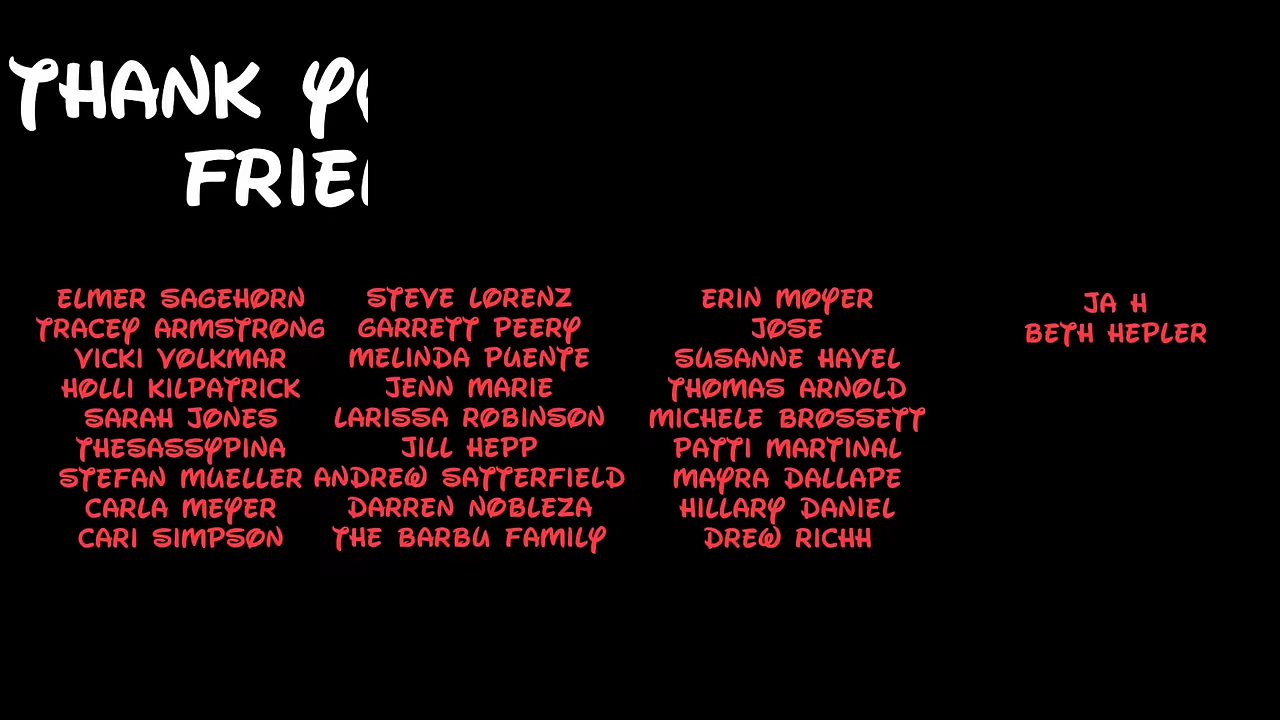 THANK YO
FRIE
ELMER SAGEHORN
TRACEY ARMSTRONG
VICKI VOLKMAR
HOLLI KILPATRICK
SARAH JONES
THESASSYPINA
STEFAN MUELLER
CARLA MEYER
CARI SIMPSON
STEVE LORENZ
GARRETT PEERY
MELINDA PUENTE
JENN MARIE
LARISSA ROBINSON
JILL HEPP
ANDREW SATTERFIELD
DARREN NOBLEZA
THE BARBU FAMILY
ERIN MOYER
JOSE
SUSANNE HAVEL
THOMAS ARNOLD
MICHELE BROSSETT
PATTI MARTINAL
MAYRA DALLAPE
HILLARY DANIEL
DREW RICHH
JA H
BETH HEPLER